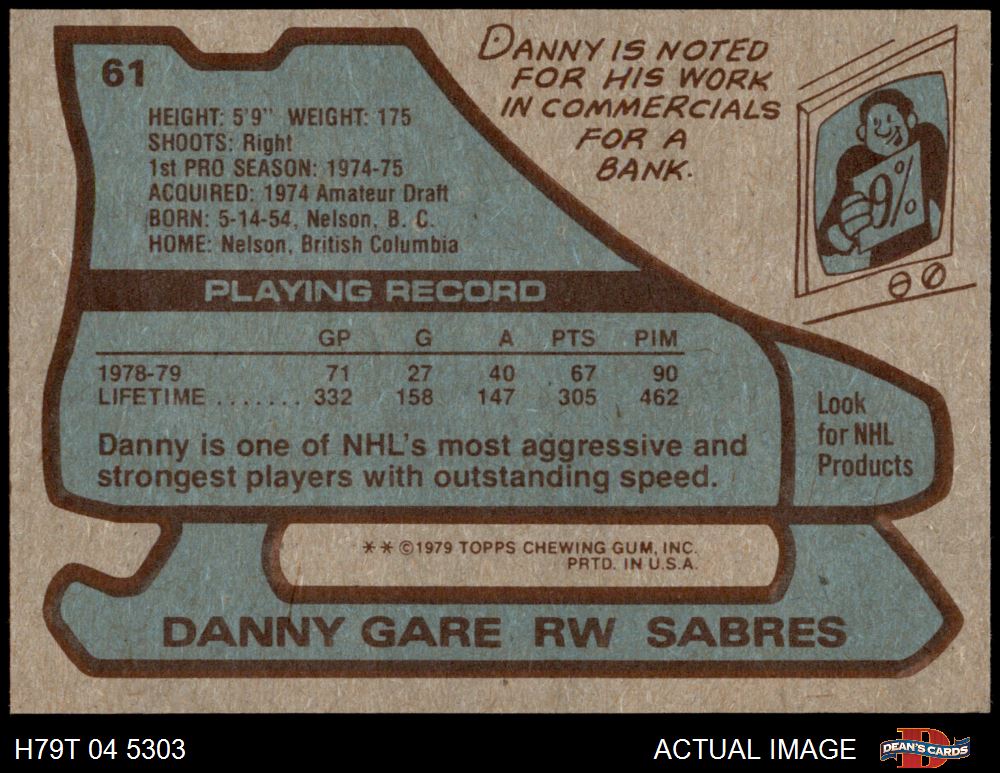 61
HEIGHT: 5'9" WEIGHT: 175
SHOOTS: Right
1st PRO SEASON: 1974-75
ACQUIRED: 1974 Amateur Draft
BORN: 5-14-54, Nelson, B. C.
HOME: Nelson, British Columbia
DANNY IS NOTED
FOR HIS WORK
IN COMMERCIALS
FOR A
BANK.
9%
PLAYING RECORD
GP G A PTS PIM
1978-79 71 27 40 67 90
LIFETIME ....... 332 158 147 305 462
Danny is one of NHL's most aggressive and
strongest players with outstanding speed.
Look
for NHL
Products
** ©1979 TOPPS CHEWING GUM, INC.
PRTD. IN U.S.A.
DANNY GARE RW SABRES
H79T 04 5303
ACTUAL IMAGE
D
DEAN'S CARDS